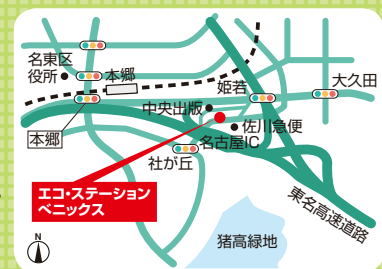 名東区
役所
本郷
姫若
大久田
中央出版
佐川急便
本郷
名古屋IC
社が丘
エコ・ステーション
ベニックス
東名高速道路
猪高緑地
N